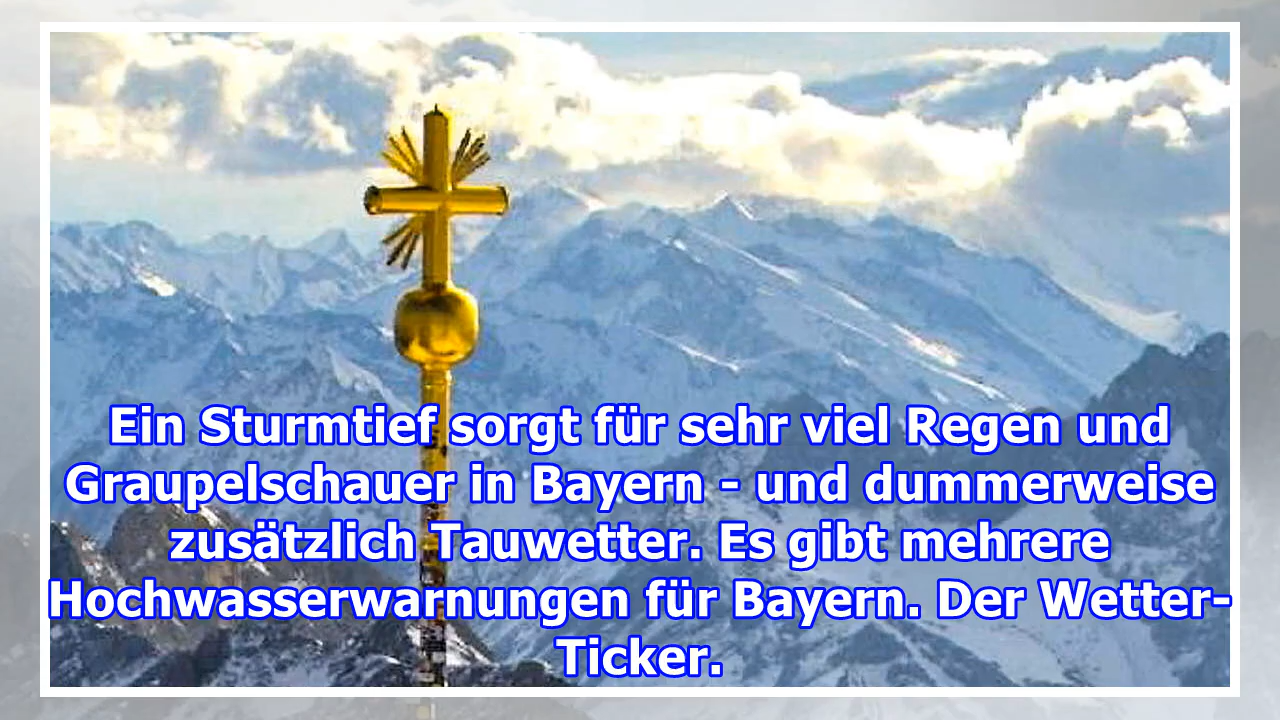 Ein Sturmtief sorgt für sehr viel Regen und
Graupelschauer in Bayern - und dummerweise
zusätzlich Tauwetter. Es gibt mehrere
Hochwasserwarnungen für Bayern. Der Wetter-
Ticker.